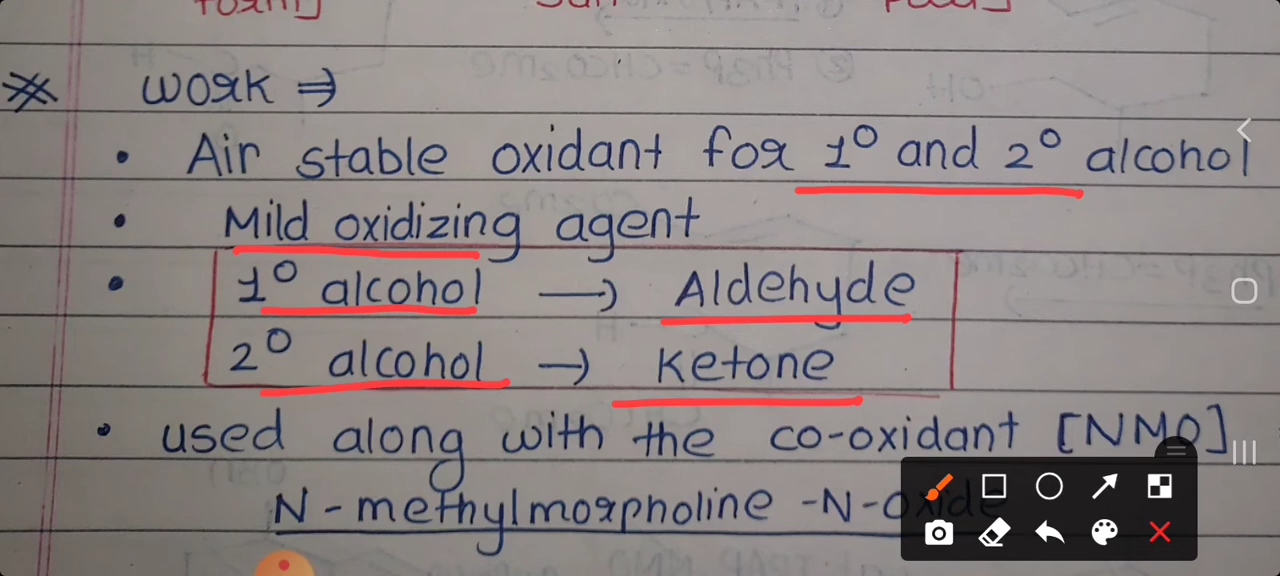 ※ WORK ⇒
• Air stable oxidant for 1° and 2° alcohol
• Mild oxidizing agent
• 1° alcohol → Aldehyde
2° alcohol → Ketone
• used along with the co-oxidant [NMO]
N-methylmorpholine -N-oxide